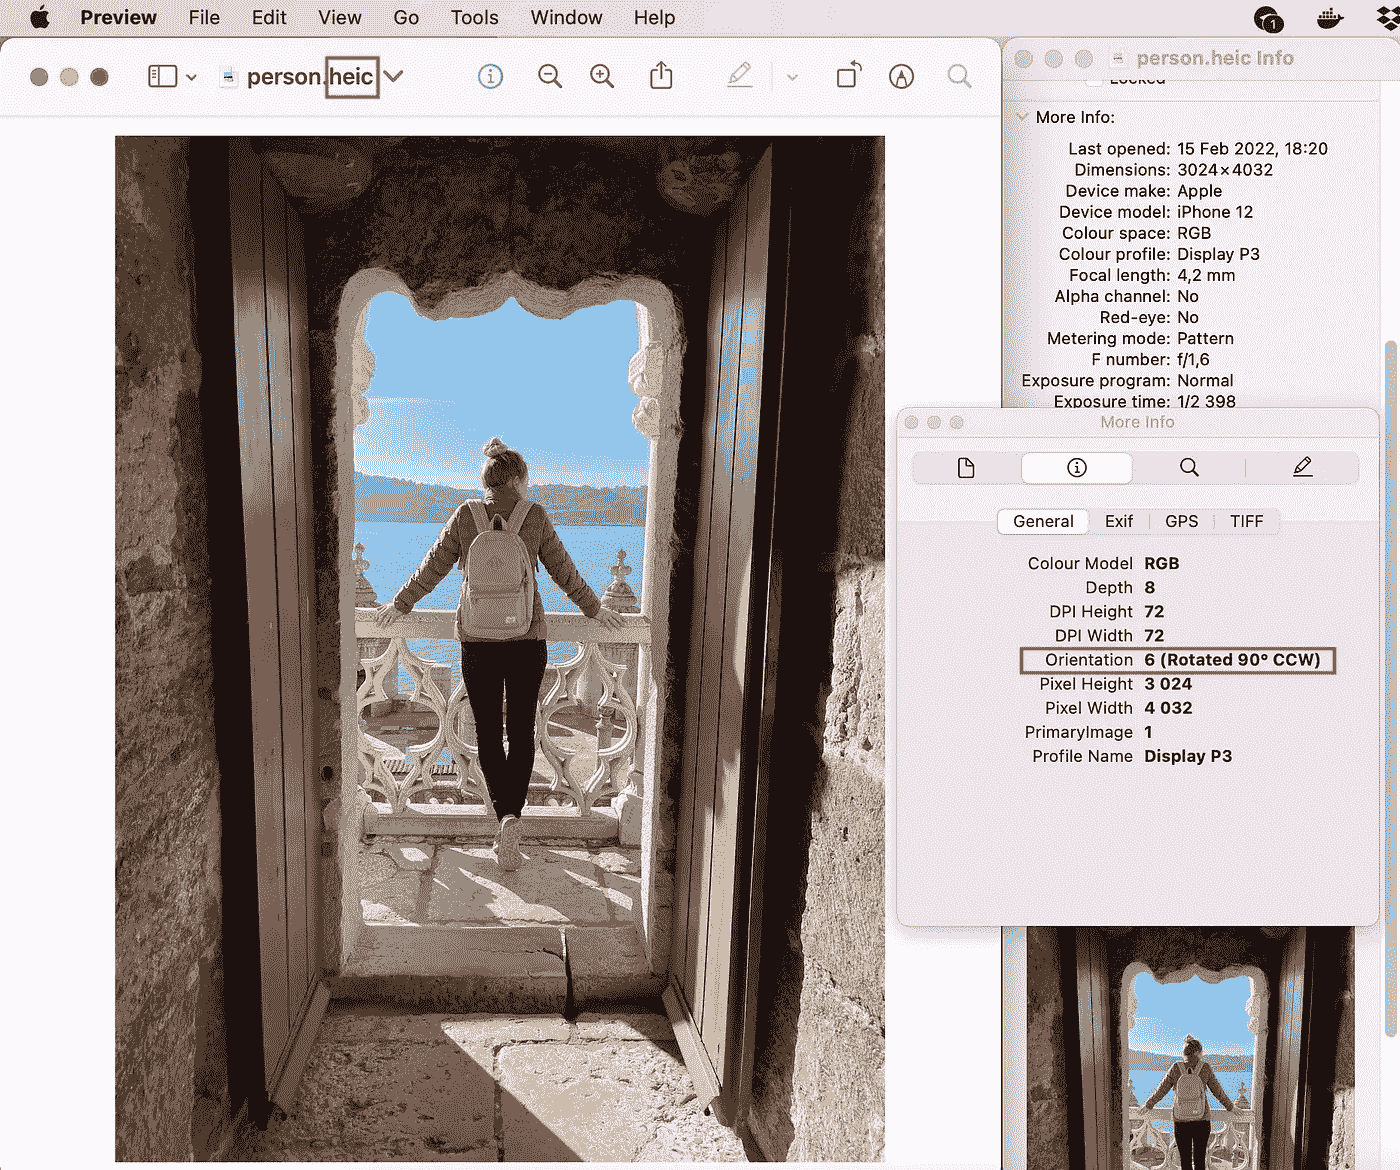 Preview File Edit View Go Tools Window Help
1
person.heic
person.heic Info
Locked
More Info:
Last opened: 15 Feb 2022, 18:20
Dimensions: 3024×4032
Device make: Apple
Device model: iPhone 12
Colour space: RGB
Colour profile: Display P3
Focal length: 4,2 mm
Alpha channel: No
Red-eye: No
Metering mode: Pattern
F number: f/1,6
Exposure program: Normal
Exposure time: 1/2 398
More Info
General Exif GPS TIFF
Colour Model RGB
Depth 8
DPI Height 72
DPI Width 72
Orientation 6 (Rotated 90° CCW)
Pixel Height 3 024
Pixel Width 4 032
PrimaryImage 1
Profile Name Display P3